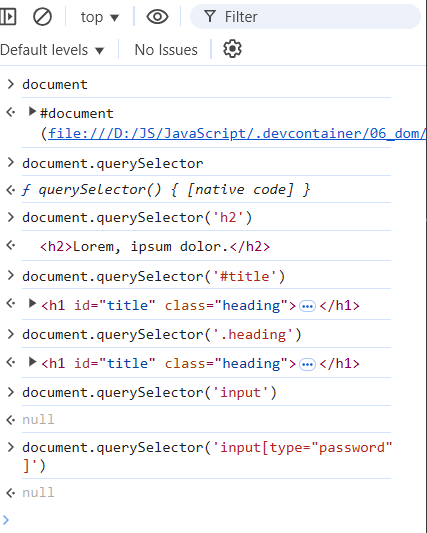 top ▼ Filter
Default levels ▼ No Issues
> document
<· ▶ #document
(file:///D:/JS/JavaScript/.devcontainer/06_dom/
> document.querySelector
<· ƒ querySelector() { [native code] }
> document.querySelector('h2')
<· <h2>Lorem, ipsum dolor.</h2>
> document.querySelector('#title')
<· ▶ <h1 id="title" class="heading">⋯</h1>
> document.querySelector('.heading')
<· ▶ <h1 id="title" class="heading">⋯</h1>
> document.querySelector('input')
<· null
> document.querySelector('input[type="password"
]')
<· null
>